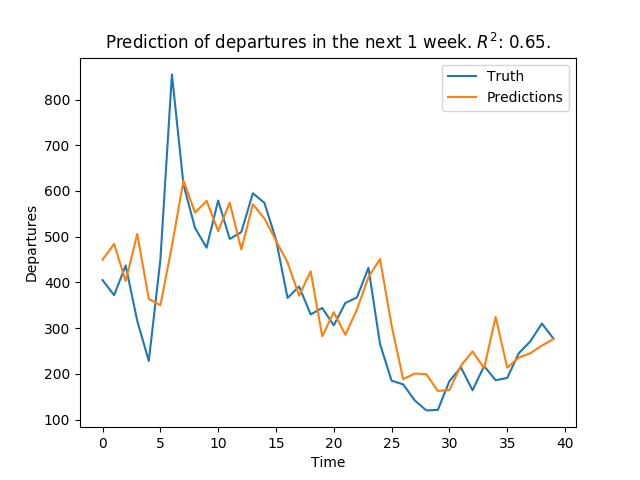 Prediction of departures in the next 1 week. $R^2$: 0.65.
Truth
Predictions
Departures
800
700
600
500
400
300
200
100
0 5 10 15 20 25 30 35 40
Time